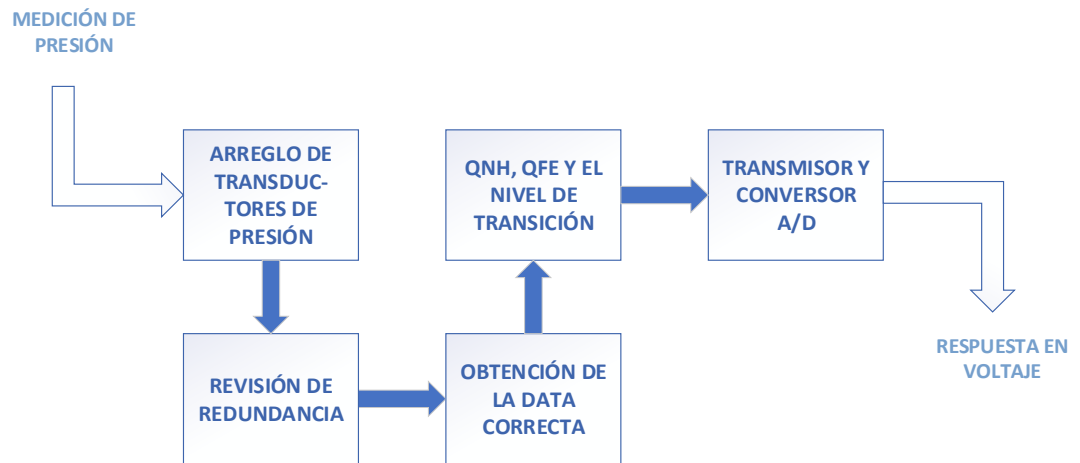 MEDICIÓN DE
PRESIÓN
ARREGLO DE
TRANSDUC-
TORES DE
PRESIÓN
REVISIÓN DE
REDUNDANCIA
OBTENCIÓN DE
LA DATA
CORRECTA
QNH, QFE Y EL
NIVEL DE
TRANSICIÓN
TRANSMISOR Y
CONVERSOR
A/D
RESPUESTA EN
VOLTAJE